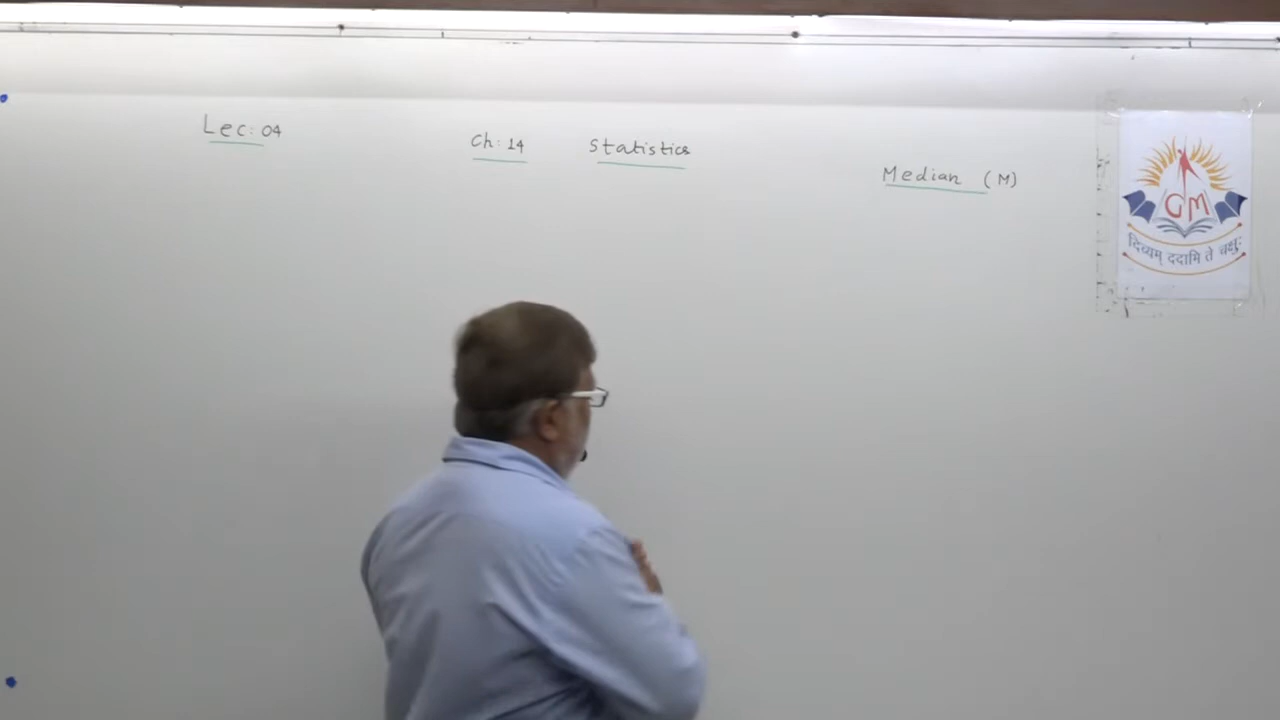 Lec: 04
Ch: 14 Statistics
Median (M)
GM
दिव्यम् ददामि ते चक्षुः